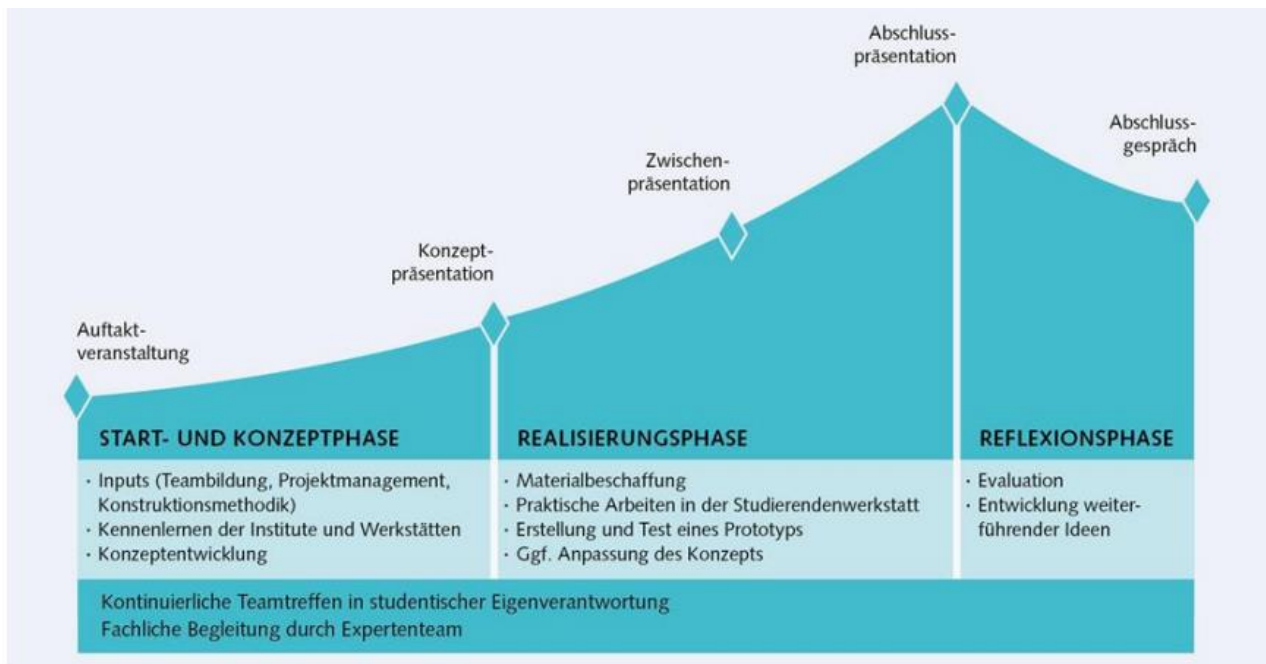 Abschluss-
präsentation
Abschluss-
gespräch
Zwischen-
präsentation
Konzept-
präsentation
Auftakt-
veranstaltung
START- UND KONZEPTPHASE
· Inputs (Teambildung, Projektmanagement,
Konstruktionsmethodik)
· Kennenlernen der Institute und Werkstätten
· Konzeptentwicklung
REALISIERUNGSPHASE
· Materialbeschaffung
· Praktische Arbeiten in der Studierendenwerkstatt
· Erstellung und Test eines Prototyps
· Ggf. Anpassung des Konzepts
REFLEXIONSPHASE
· Evaluation
· Entwicklung weiter-
führender Ideen
Kontinuierliche Teamtreffen in studentischer Eigenverantwortung
Fachliche Begleitung durch Expertenteam